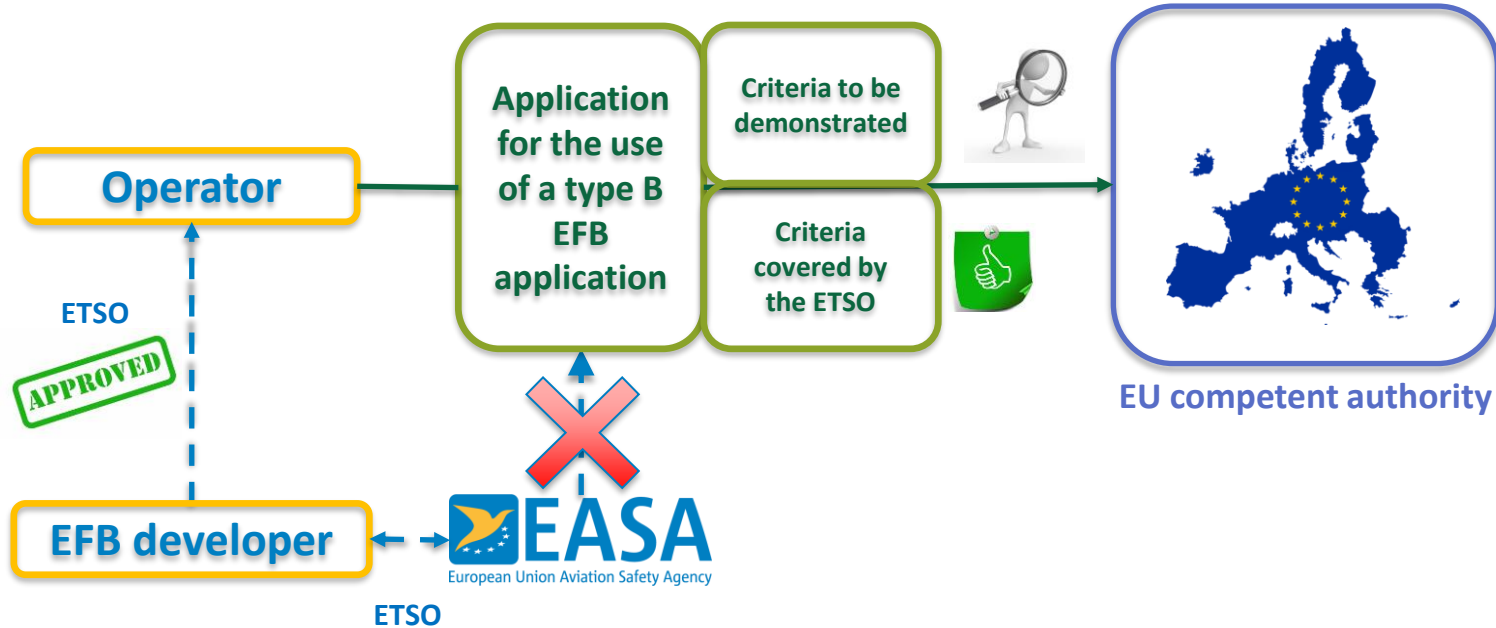 Application
for the use
of a type B
EFB
application
Criteria to be
demonstrated
Criteria
covered by
the ETSO
Operator
ETSO
APPROVED
EFB developer
EASA
European Union Aviation Safety Agency
ETSO
EU competent authority